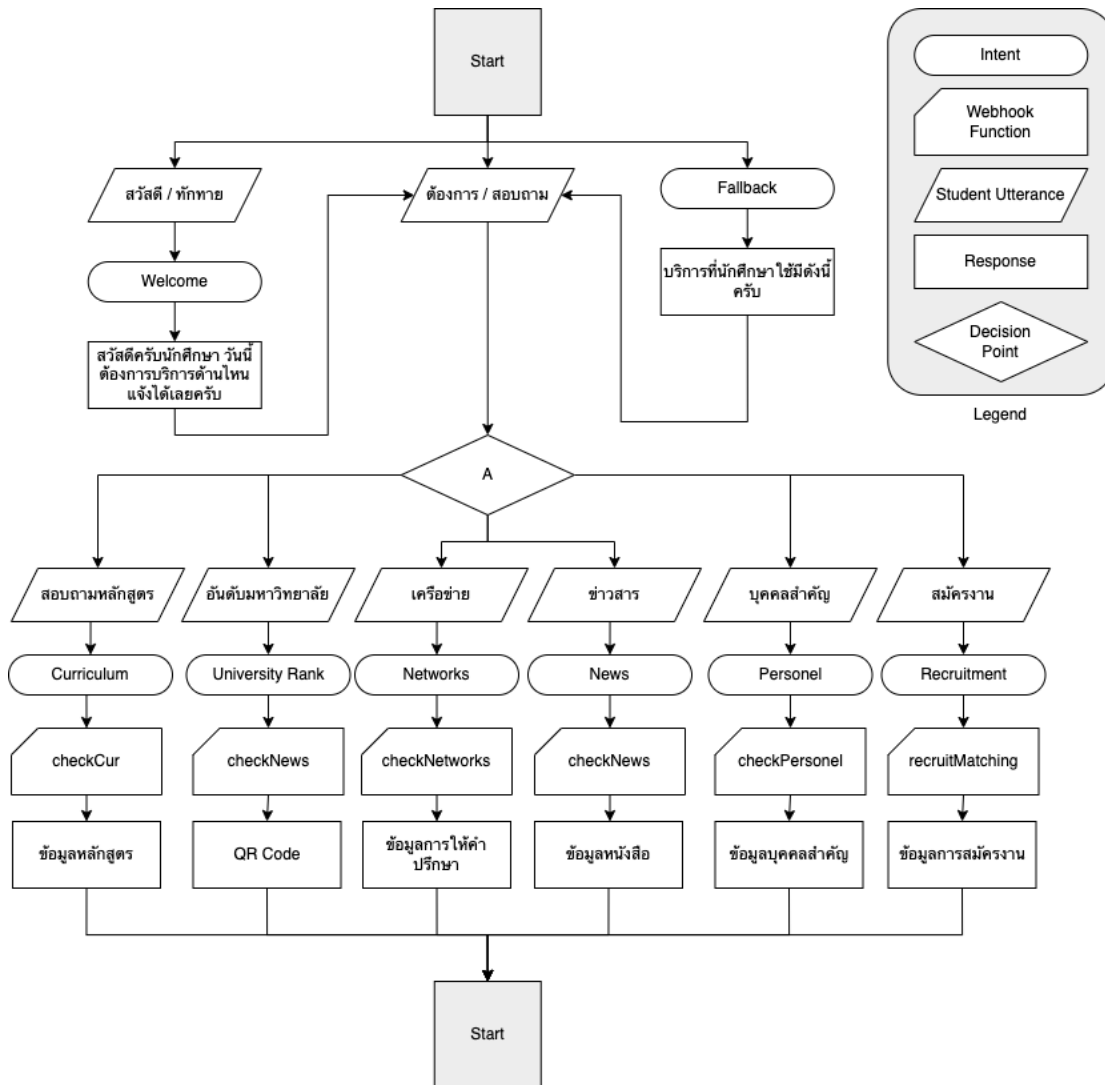 Start
Intent
Webhook
Function
Student Utterance
Response
Decision
Point
Legend
สวัสดี / ทักทาย
ต้องการ / สอบถาม
Fallback
Welcome
บริการที่นักศึกษาใช้มีดังนี้
ครับ
สวัสดีครับนักศึกษา วันนี้
ต้องการบริการด้านไหน
แจ้งได้เลยครับ
A
สอบถามหลักสูตร
อันดับมหาวิทยาลัย
เครือข่าย
ข่าวสาร
บุคคลสำคัญ
สมัครงาน
Curriculum
University Rank
Networks
News
Personel
Recruitment
checkCur
checkNews
checkNetworks
checkNews
checkPersonel
recruitMatching
ข้อมูลหลักสูตร
QR Code
ข้อมูลการให้คำ
ปรึกษา
ข้อมูลหนังสือ
ข้อมูลบุคคลสำคัญ
ข้อมูลการสมัครงาน
Start